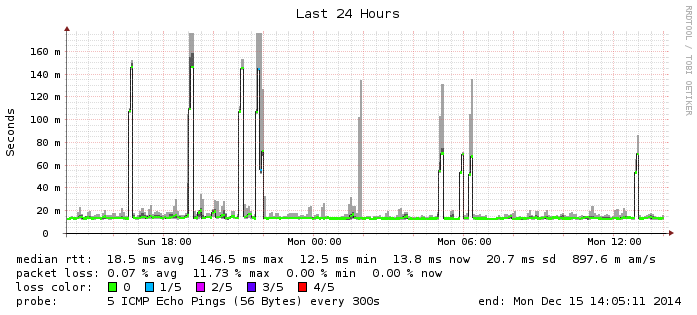 Last 24 Hours
RRDTOOL / TOBI OETIKER
Seconds
160 m
140 m
120 m
100 m
80 m
60 m
40 m
20 m
0
Sun 18:00 Mon 00:00 Mon 06:00 Mon 12:00
median rtt: 18.5 ms avg 146.5 ms max 12.5 ms min 13.8 ms now 20.7 ms sd 897.6 m am/s
packet loss: 0.07 % avg 11.73 % max 0.00 % min 0.00 % now
loss color: 0 1/5 2/5 3/5 4/5
probe: 5 ICMP Echo Pings (56 Bytes) every 300s end: Mon Dec 15 14:05:11 2014